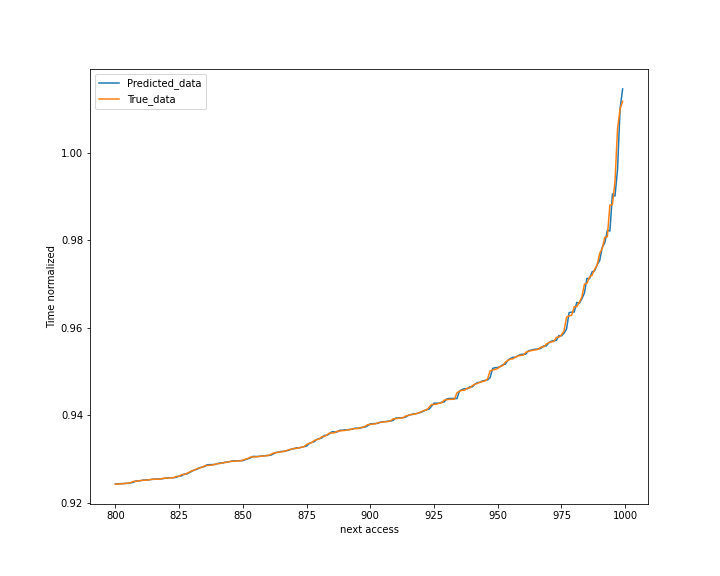 Predicted_data
True_data
1.00
0.98
0.96
0.94
0.92
Time normalized
800 825 850 875 900 925 950 975 1000
next access